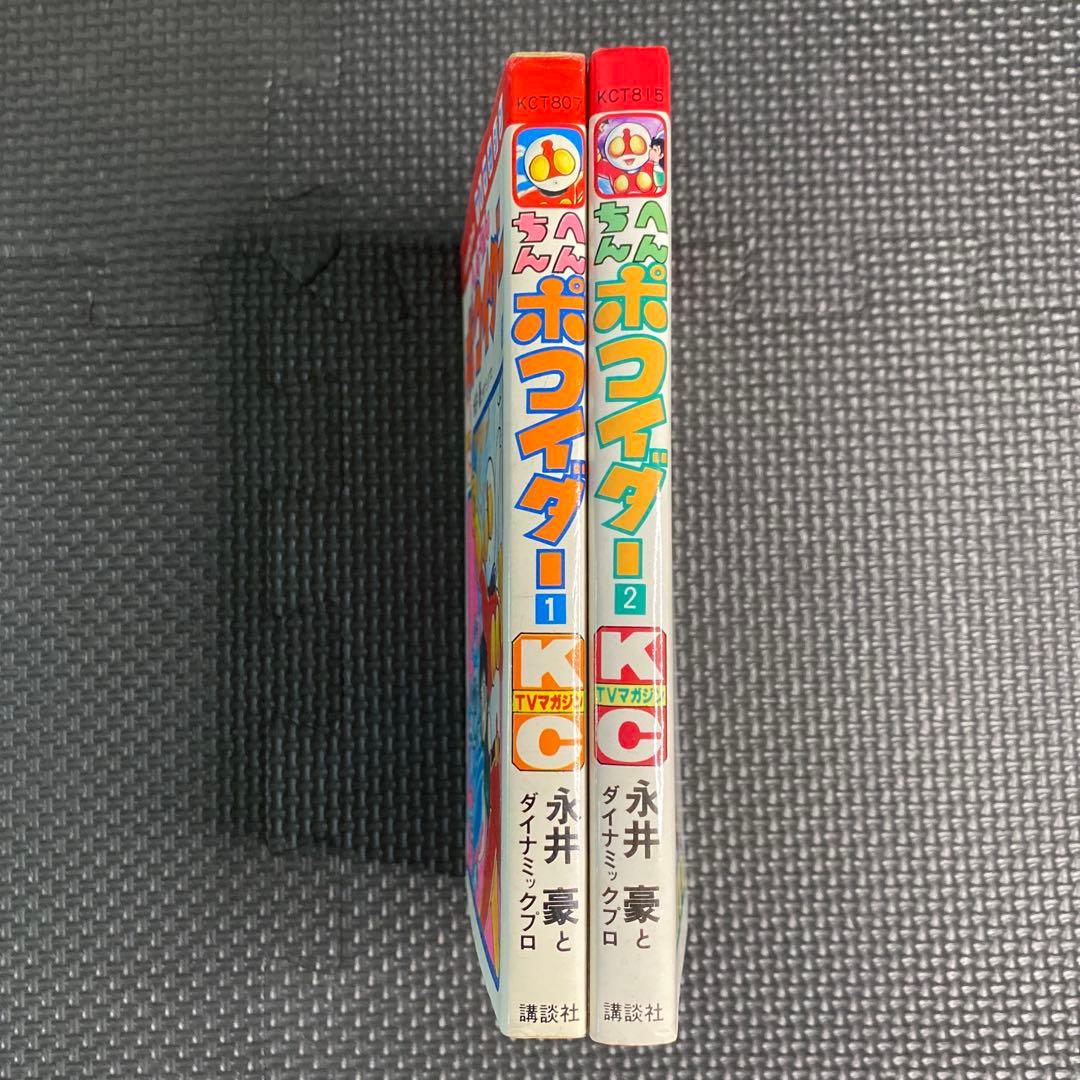 KCT807
へん
ちん
ポコイダー
1
K
TVマガジン
C
永井豪と
ダイナミックプロ
講談社
KCT815
へん
ちん
ポコイダー
2
K
TVマガジン
C
永井豪と
ダイナミックプロ
講談社